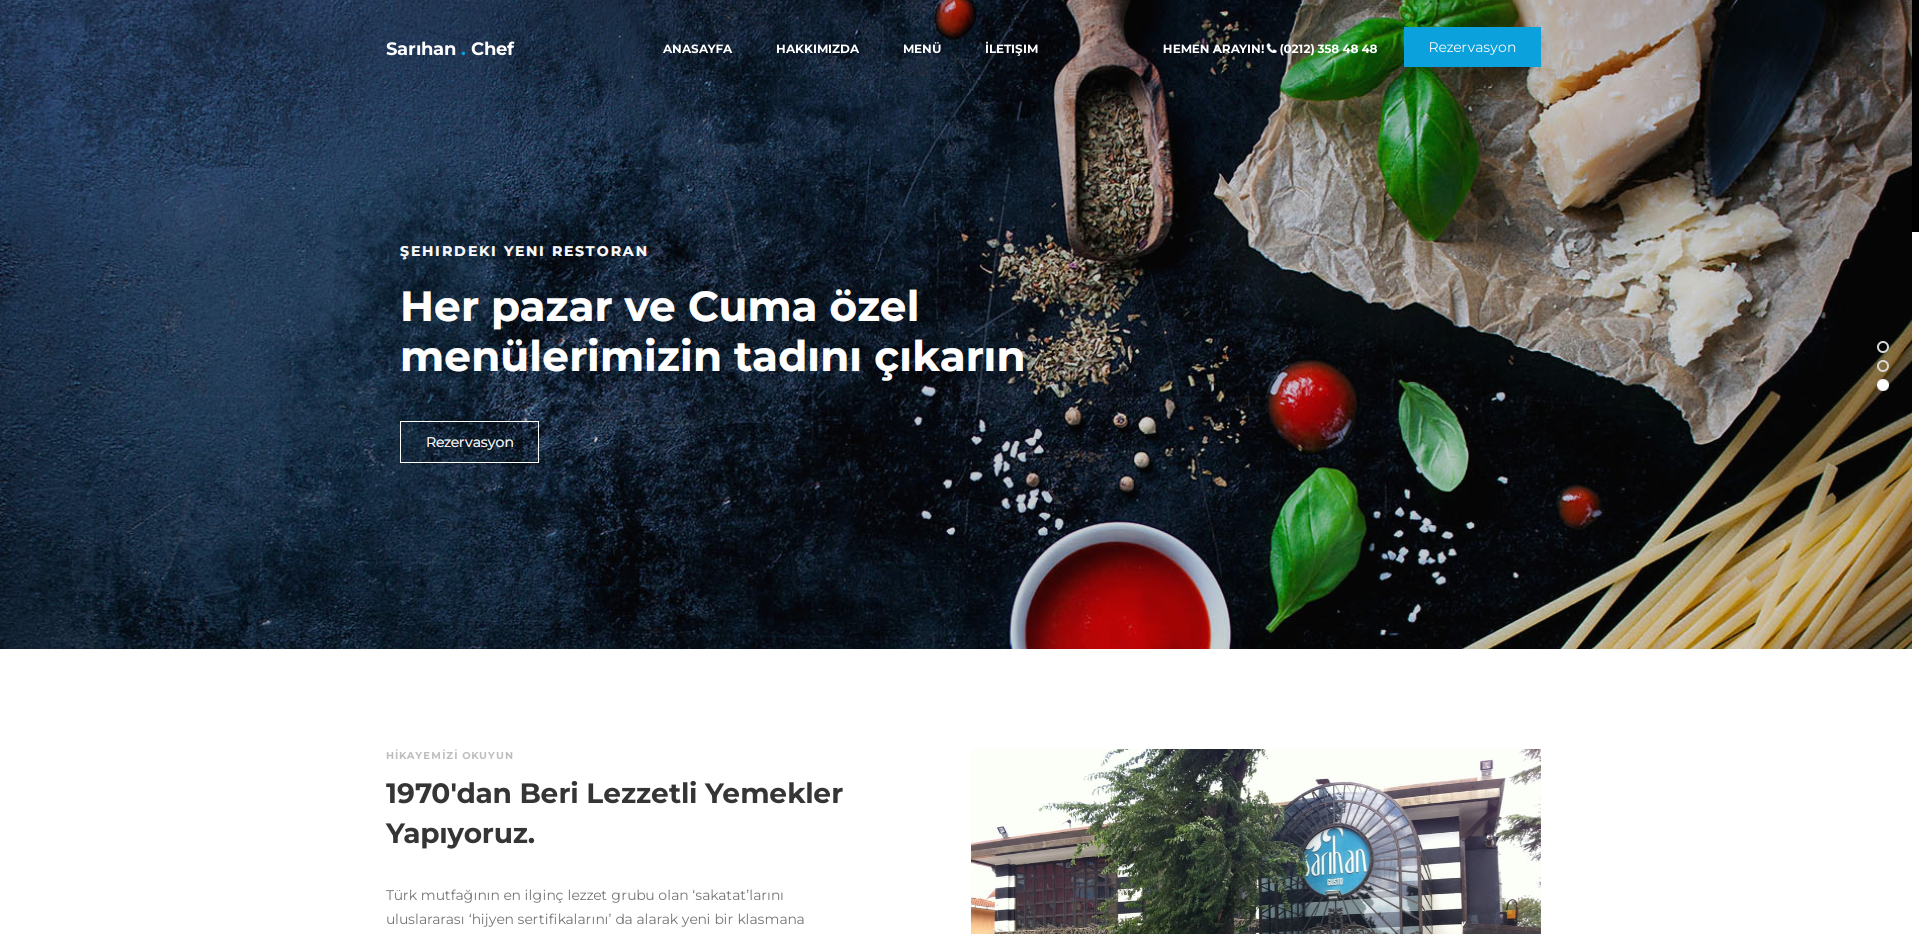 Sarıhan . Chef
ANASAYFA
HAKKIMIZDA
MENÜ
İLETIŞIM
HEMEN ARAYIN! (0212) 358 48 48
Rezervasyon
ŞEHIRDEKI YENI RESTORAN
Her pazar ve Cuma özel
menülerimizin tadını çıkarın
Rezervasyon
HİKAYEMİZİ OKUYUN
1970'dan Beri Lezzetli Yemekler
Yapıyoruz.
Türk mutfağının en ilginç lezzet grubu olan ‘sakatat’larını
uluslararası ‘hijyen sertifikalarını’ da alarak yeni bir klasmana
sarıhan
GUSTO